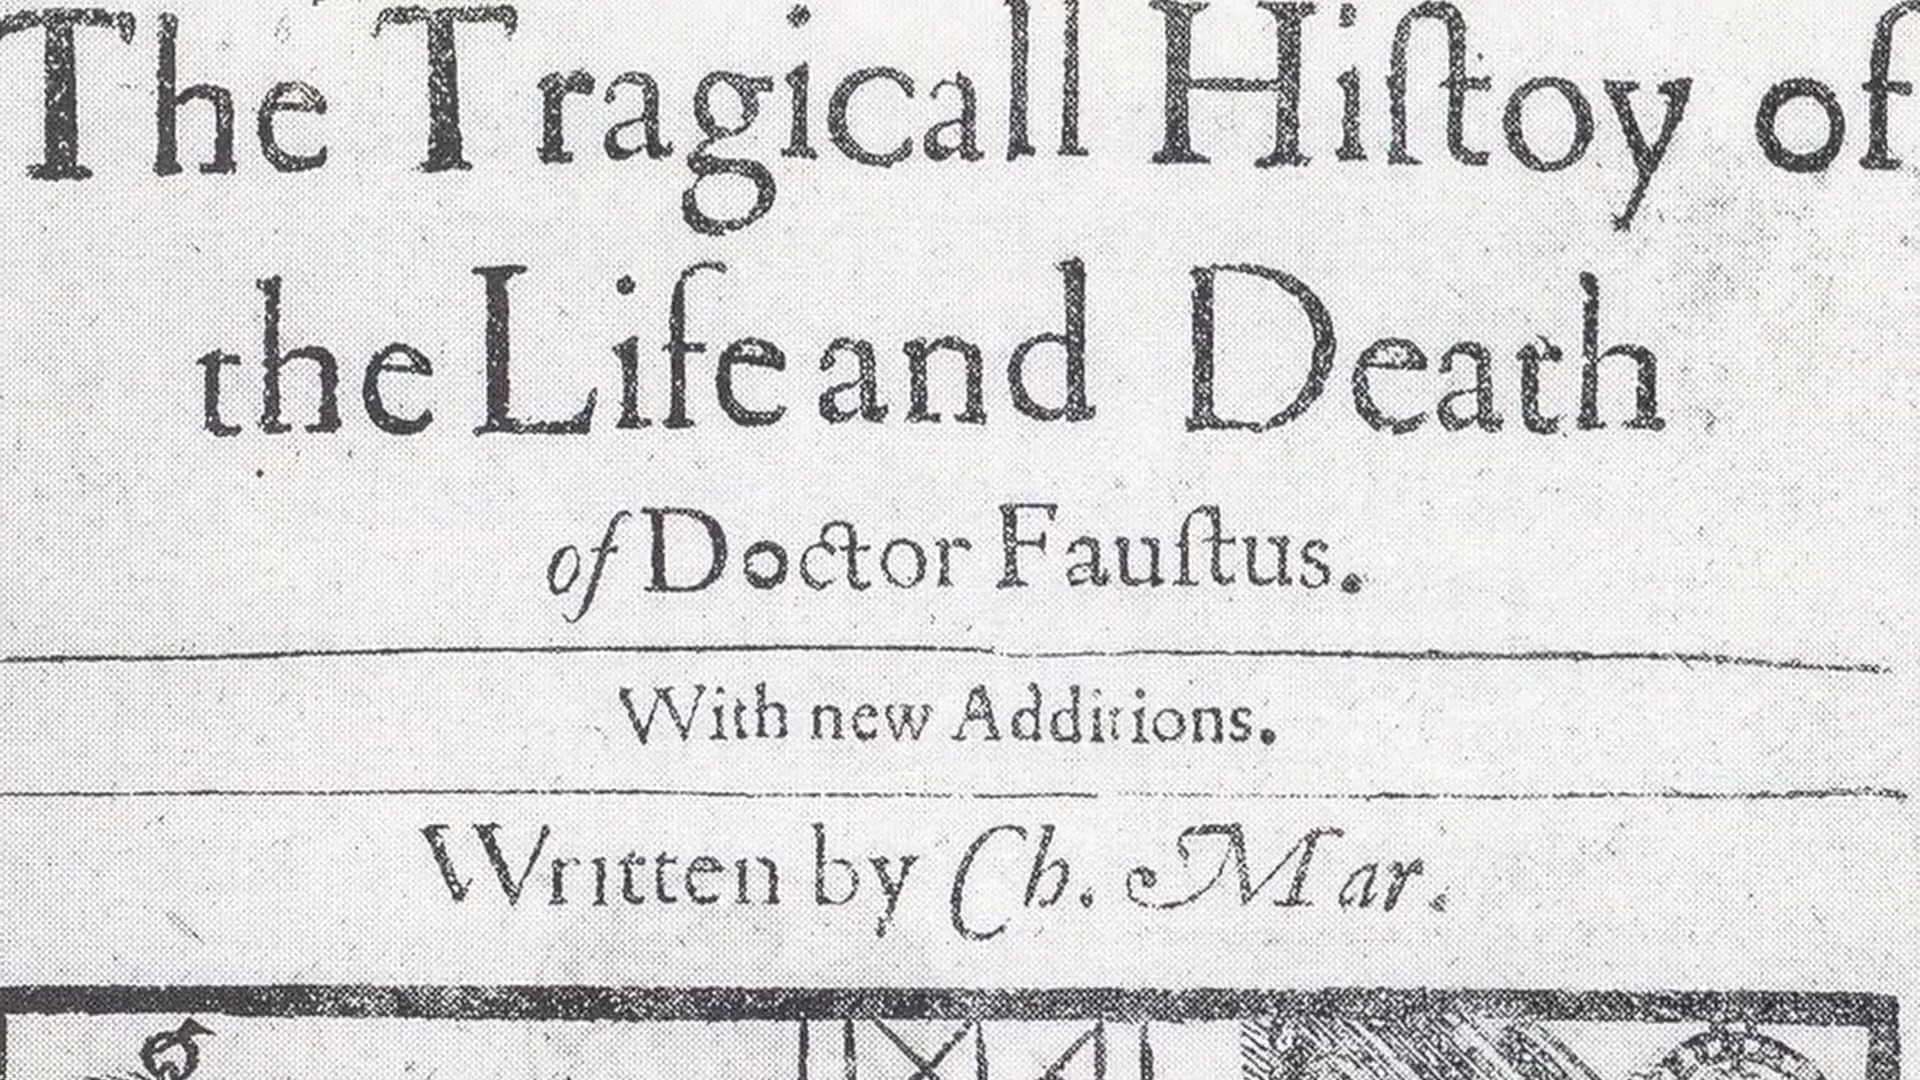 The Tragicall Hiſtoy of
the Life and Death
of Doctor Fauſtus.
With new Additions.
Written by Ch. Mar.